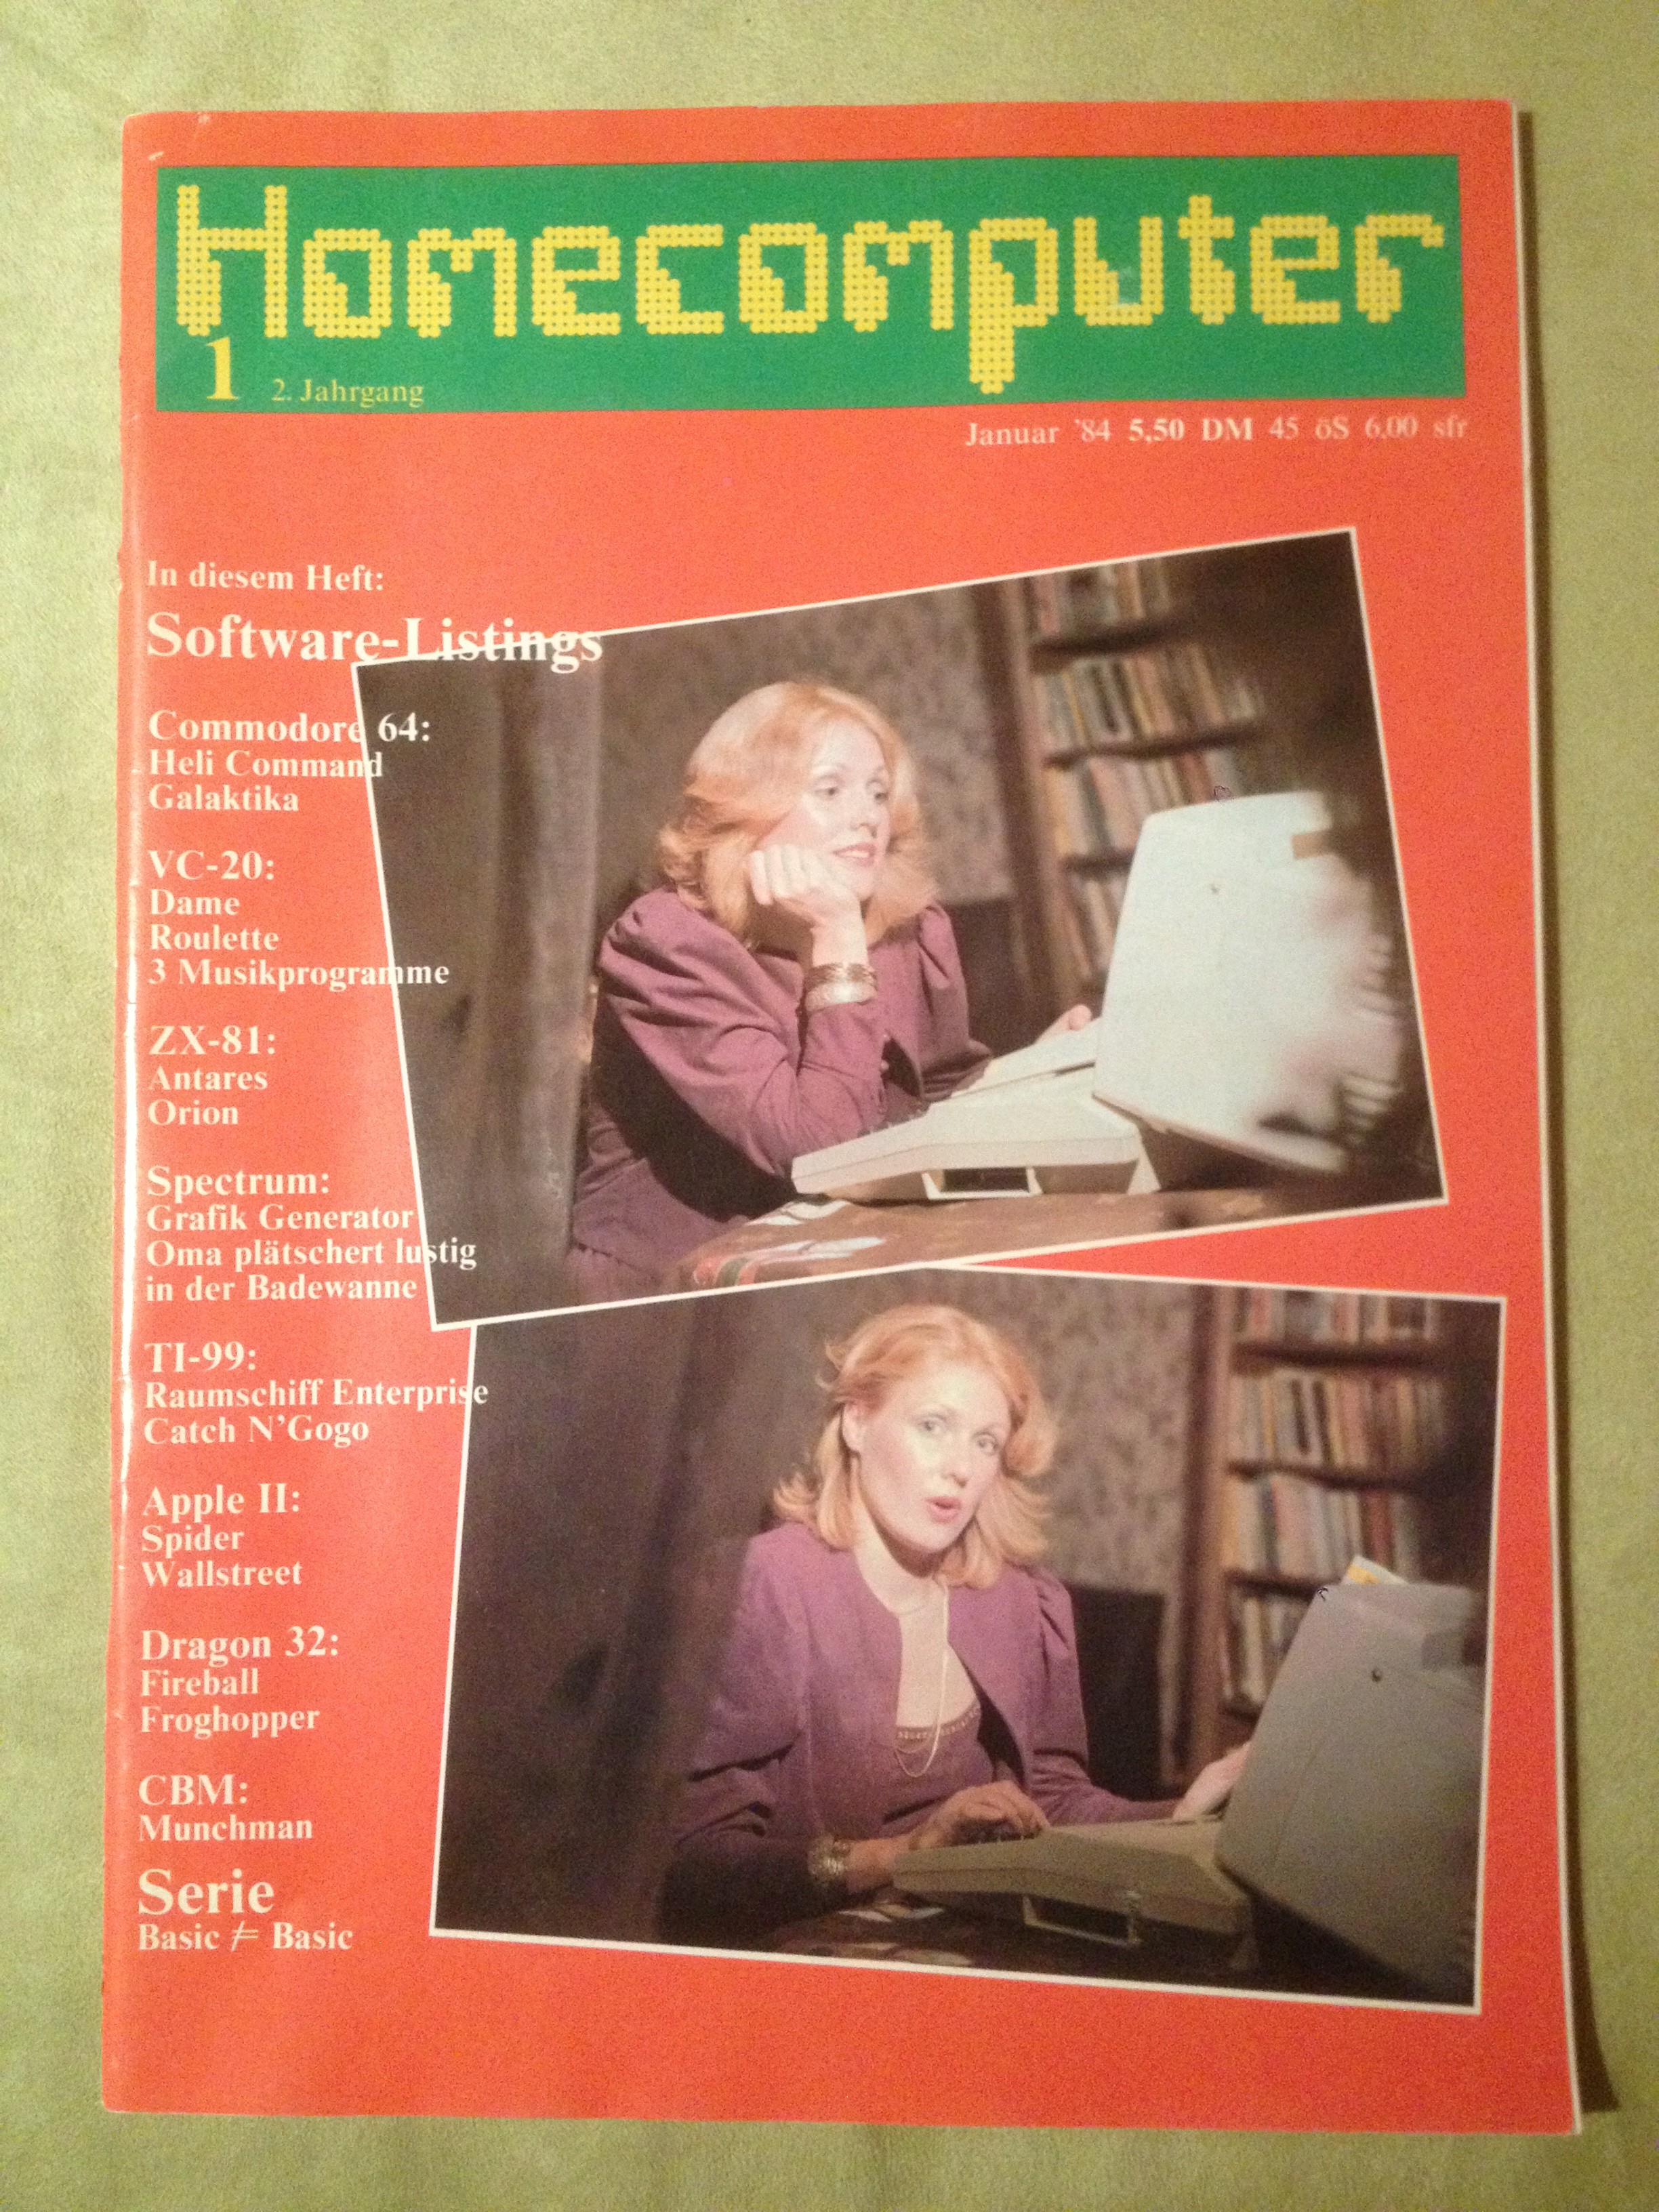 Homecomputer
1 2. Jahrgang
Januar '84 5,50 DM 45 öS 6,00 sfr
In diesem Heft:
Software-Listings
Commodore 64:
Heli Command
Galaktika
VC-20:
Dame
Roulette
3 Musikprogramme
ZX-81:
Antares
Orion
Spectrum:
Grafik Generator
Oma plätschert lustig
in der Badewanne
TI-99:
Raumschiff Enterprise
Catch N'Gogo
Apple II:
Spider
Wallstreet
Dragon 32:
Fireball
Froghopper
CBM:
Munchman
Serie
Basic ≠ Basic